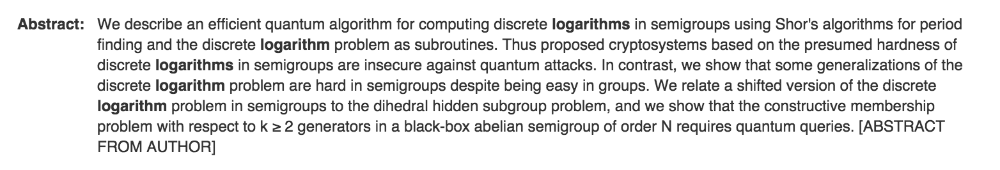 Abstract: We describe an efficient quantum algorithm for computing discrete logarithms in semigroups using Shor's algorithms for period
finding and the discrete logarithm problem as subroutines. Thus proposed cryptosystems based on the presumed hardness of
discrete logarithms in semigroups are insecure against quantum attacks. In contrast, we show that some generalizations of the
discrete logarithm problem are hard in semigroups despite being easy in groups. We relate a shifted version of the discrete
logarithm problem in semigroups to the dihedral hidden subgroup problem, and we show that the constructive membership
problem with respect to k ≥ 2 generators in a black-box abelian semigroup of order N requires quantum queries. [ABSTRACT
FROM AUTHOR]